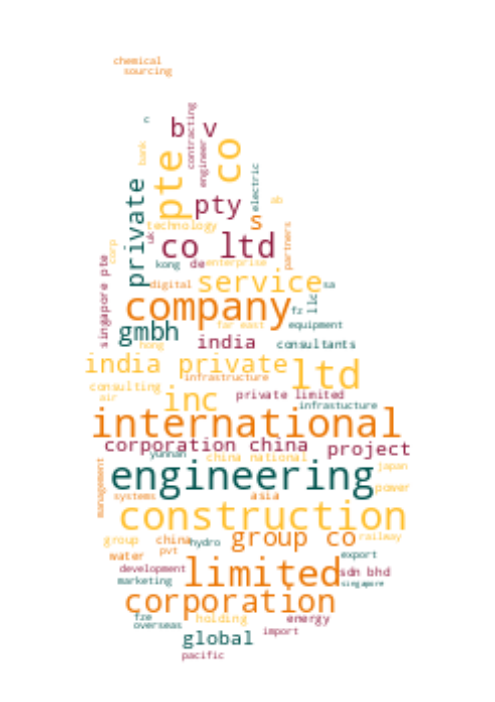 chemical
sourcing
c
b v
contracting
engineer
bank
co
pte
electric
private
ab
pty
s
technology
uk
co ltd
partners
corp
singapore pte
kong
de
enterprise
digital
service
sa
fz
llc
company
gmbh
far east
equipment
hong
india
consultants
india private
ltd
infrastructure
consulting
air
inc
private limited
infrastucture
international
corporation china
project
yunnan
china national
japan
management
engineering
power
systems
asia
construction
group
china
hydro
group co
railway
pvt
water
export
development
limited
sdn bhd
marketing
singapore
corporation
fze
overseas
holding
energy
global
import
pacific